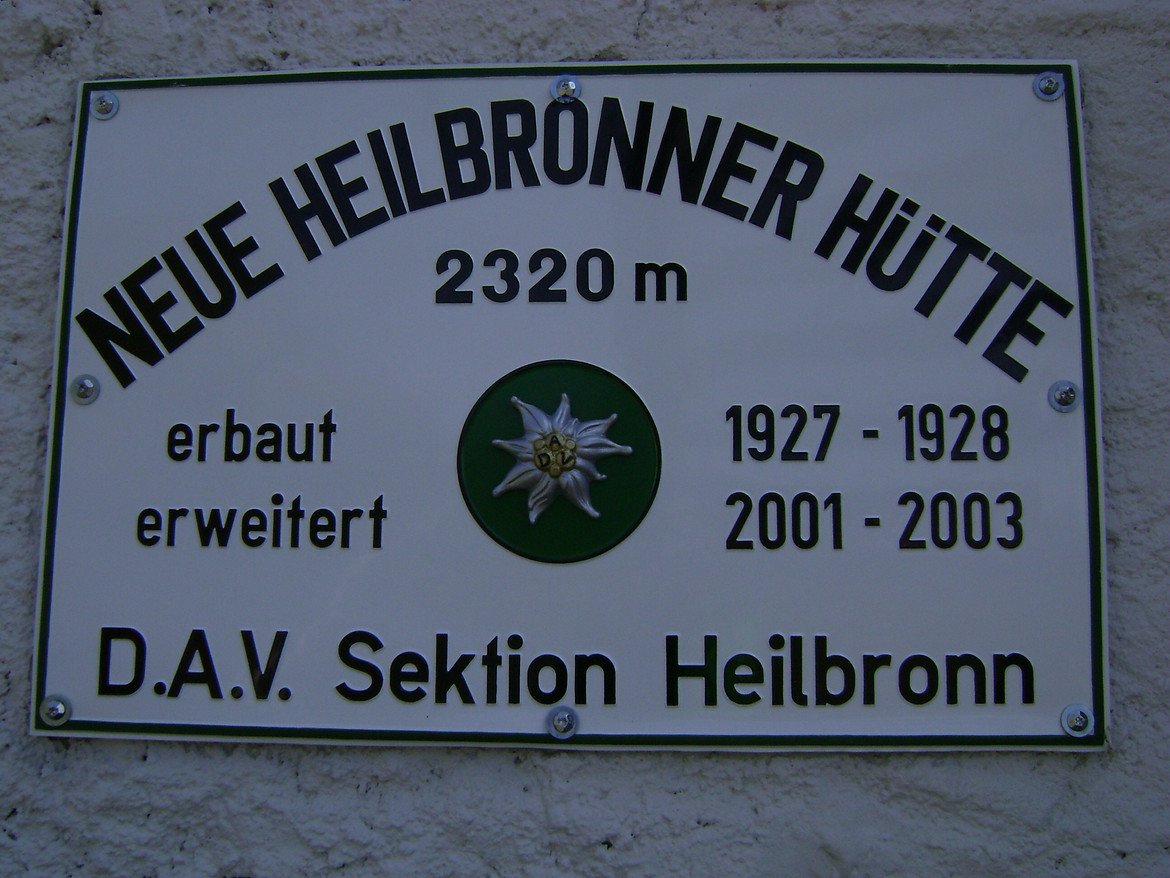 NEUE HEILBRONNER HÜTTE
2320 m
erbaut 1927 - 1928
A
D V
erweitert 2001 - 2003
D.A.V. Sektion Heilbronn